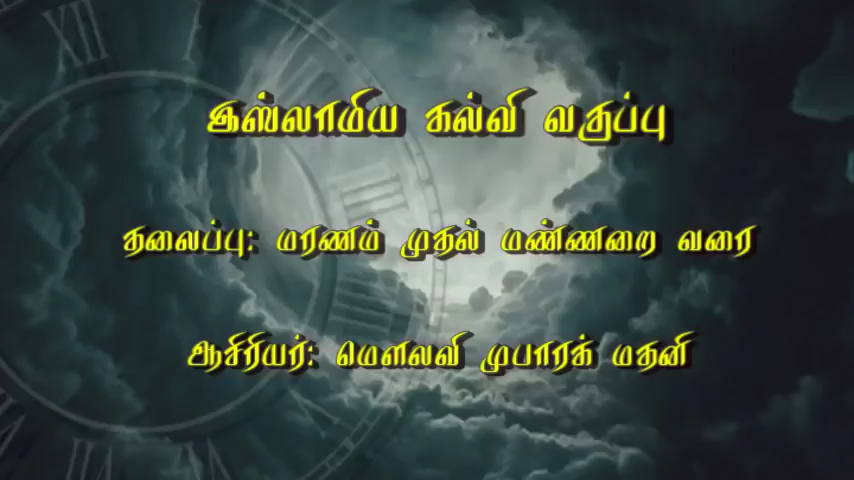 இஸ்லாமிய கல்வி வகுப்பு
தலைப்பு: மரணம் முதல் மண்ணறை வரை
ஆசிரியர்: மௌலவி முபாரக் மதனி